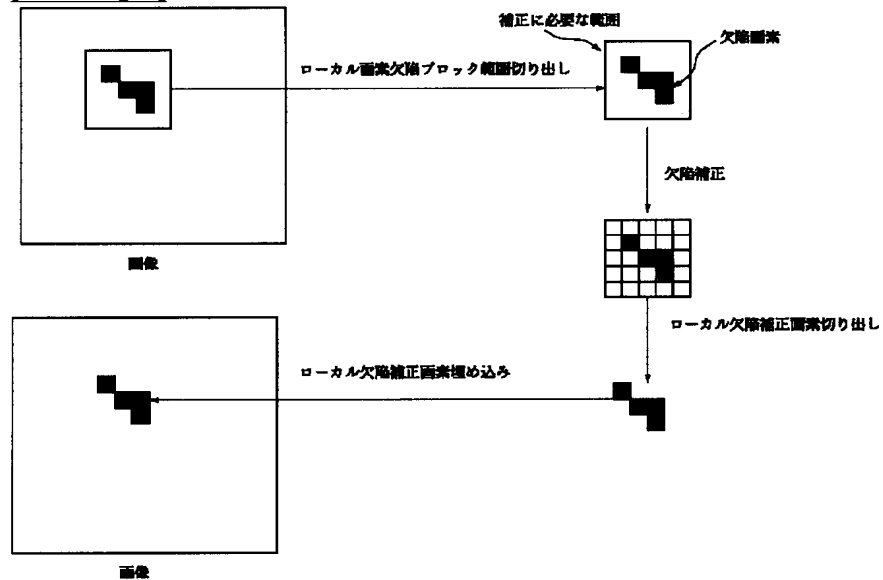 補正に必要な範囲
欠陥画素
ローカル画素欠陥ブロック範囲切り出し
欠陥補正
画像
ローカル欠陥補正画素切り出し
ローカル欠陥補正画素埋め込み
画像